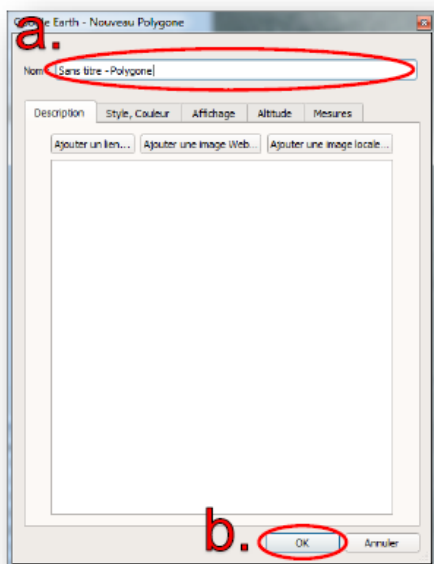 a.
Earth - Nouveau Polygone
Nom
Sans titre - Polygone
Description Style, Couleur Affichage Altitude Mesures
Ajouter un lien... Ajouter une image Web... Ajouter une image locale...
b.
OK Annuler